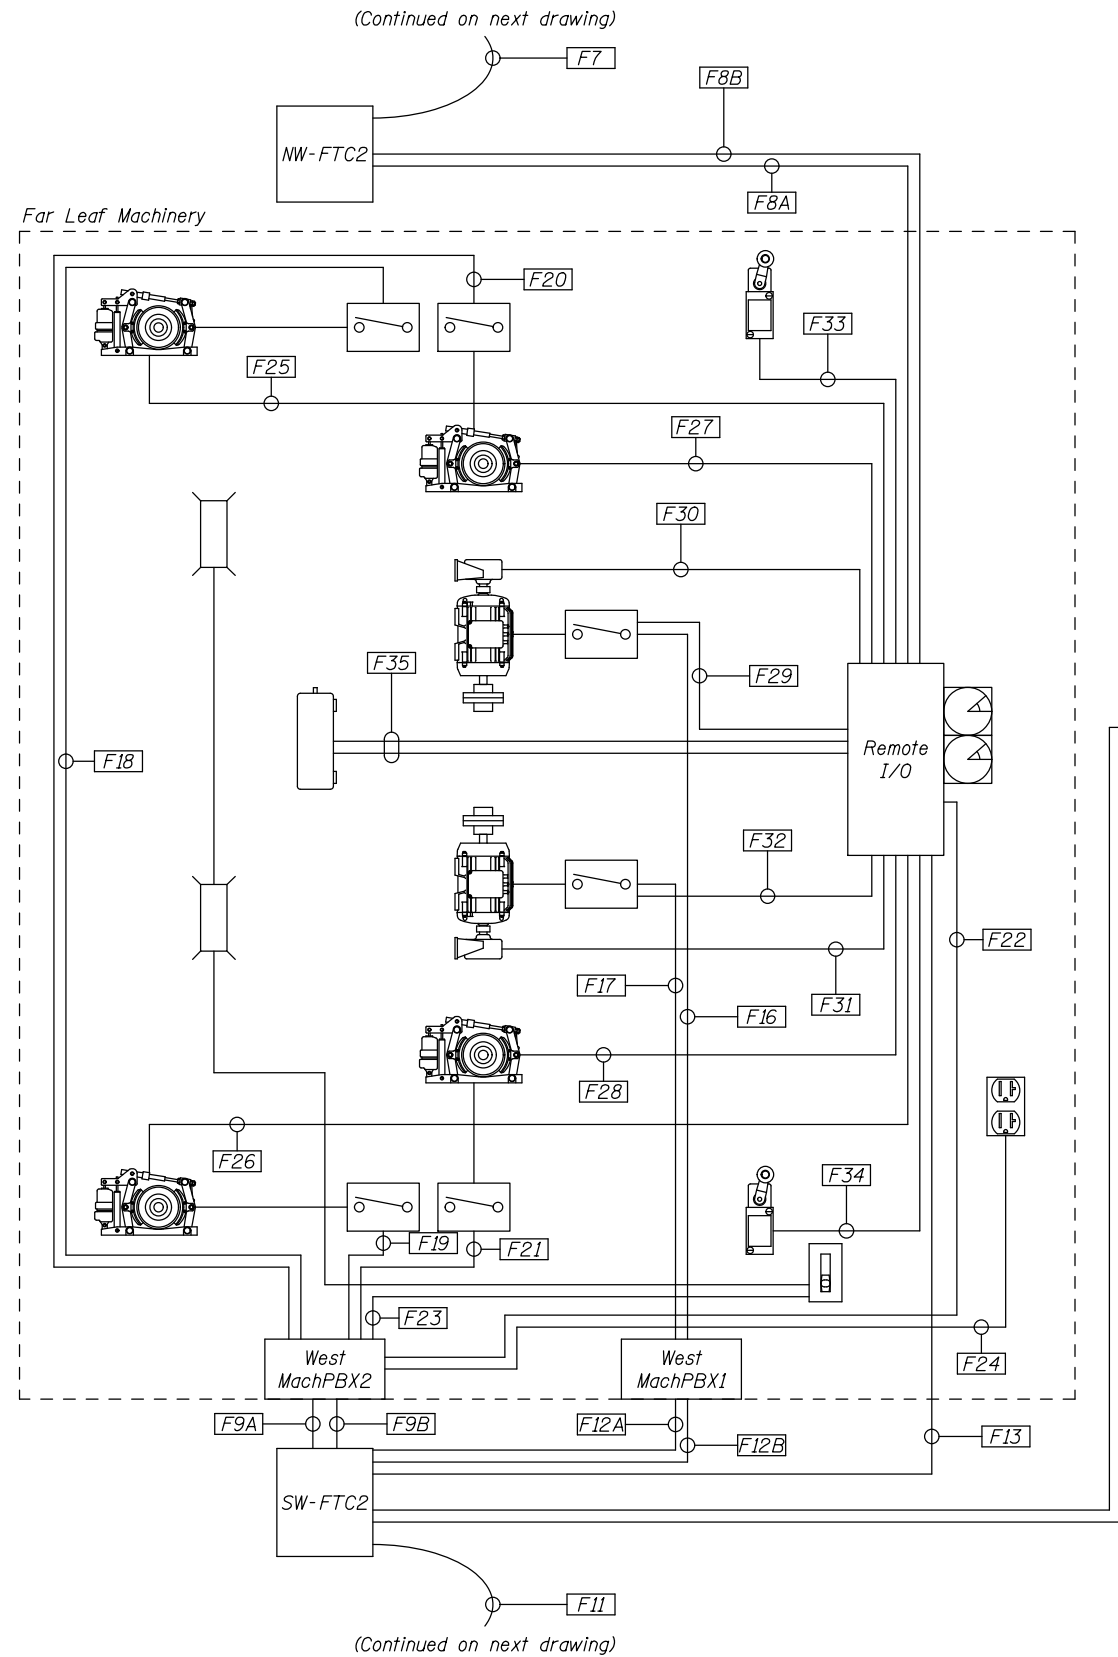 (Continued on next drawing)
F7
F8B
NW-FTC2
F8A
Far Leaf Machinery
F20
F33
F25
F27
F30
F35
F29
F18
Remote
I/O
F32
F22
F17
F31
F16
F28
F26
F34
F19
F21
F23
West
MachPBX2
West
MachPBX1
F24
F9A
F9B
F12A
F12B
F13
SW-FTC2
F11
(Continued on next drawing)